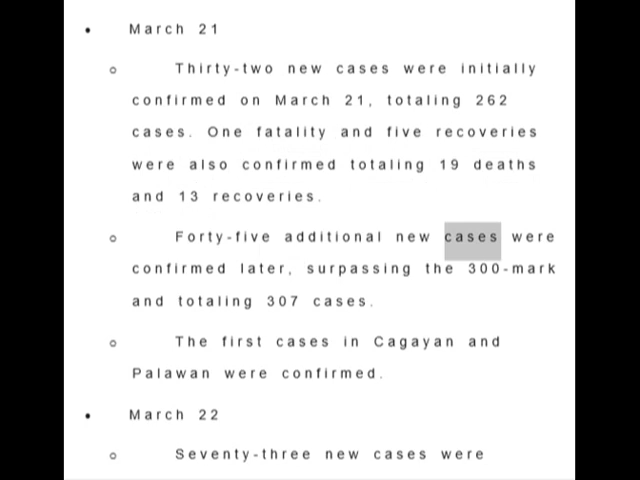 • March 21
o Thirty-two new cases were initially
confirmed on March 21, totaling 262
cases. One fatality and five recoveries
were also confirmed totaling 19 deaths
and 13 recoveries.
o Forty-five additional new cases were
confirmed later, surpassing the 300-mark
and totaling 307 cases.
o The first cases in Cagayan and
Palawan were confirmed.
• March 22
o Seventy-three new cases were